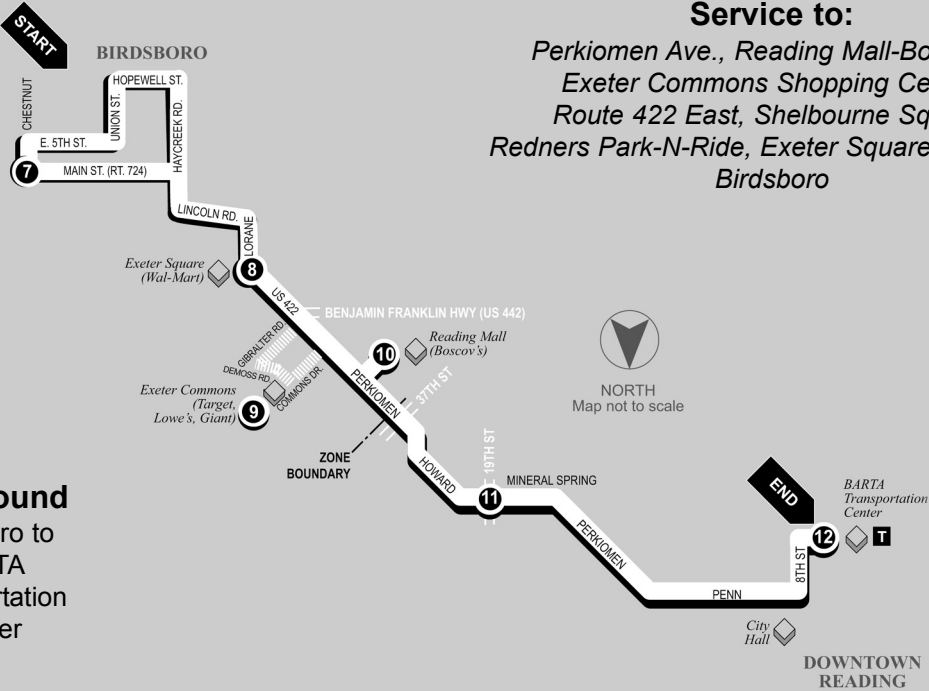 START
BIRDSBORO
Service to:
Perkiomen Ave., Reading Mall-Bo
Exeter Commons Shopping Ce
Route 422 East, Shelbourne Sq
Redners Park-N-Ride, Exeter Square
Birdsboro
CHESTNUT
HOPEWELL ST.
UNION ST.
HAYCREEK RD.
E. 5TH ST.
7
MAIN ST. (RT. 724)
LINCOLN RD.
LORANE
Exeter Square
(Wal-Mart)
8
US 422
BENJAMIN FRANKLIN HWY (US 442)
GIBRALTER RD.
DEMOSS RD.
COMMONS DR.
10
Reading Mall
(Boscov's)
NORTH
Map not to scale
Exeter Commons
(Target,
Lowe's, Giant)
9
PERKIOMEN
37TH ST
ZONE
BOUNDARY
HOWARD
19TH ST
11
MINERAL SPRING
PERKIOMEN
END
BARTA
Transportation
Center
12
T
8TH ST
PENN
City
Hall
DOWNTOWN
READING
ound
ro to
TA
rtation
er